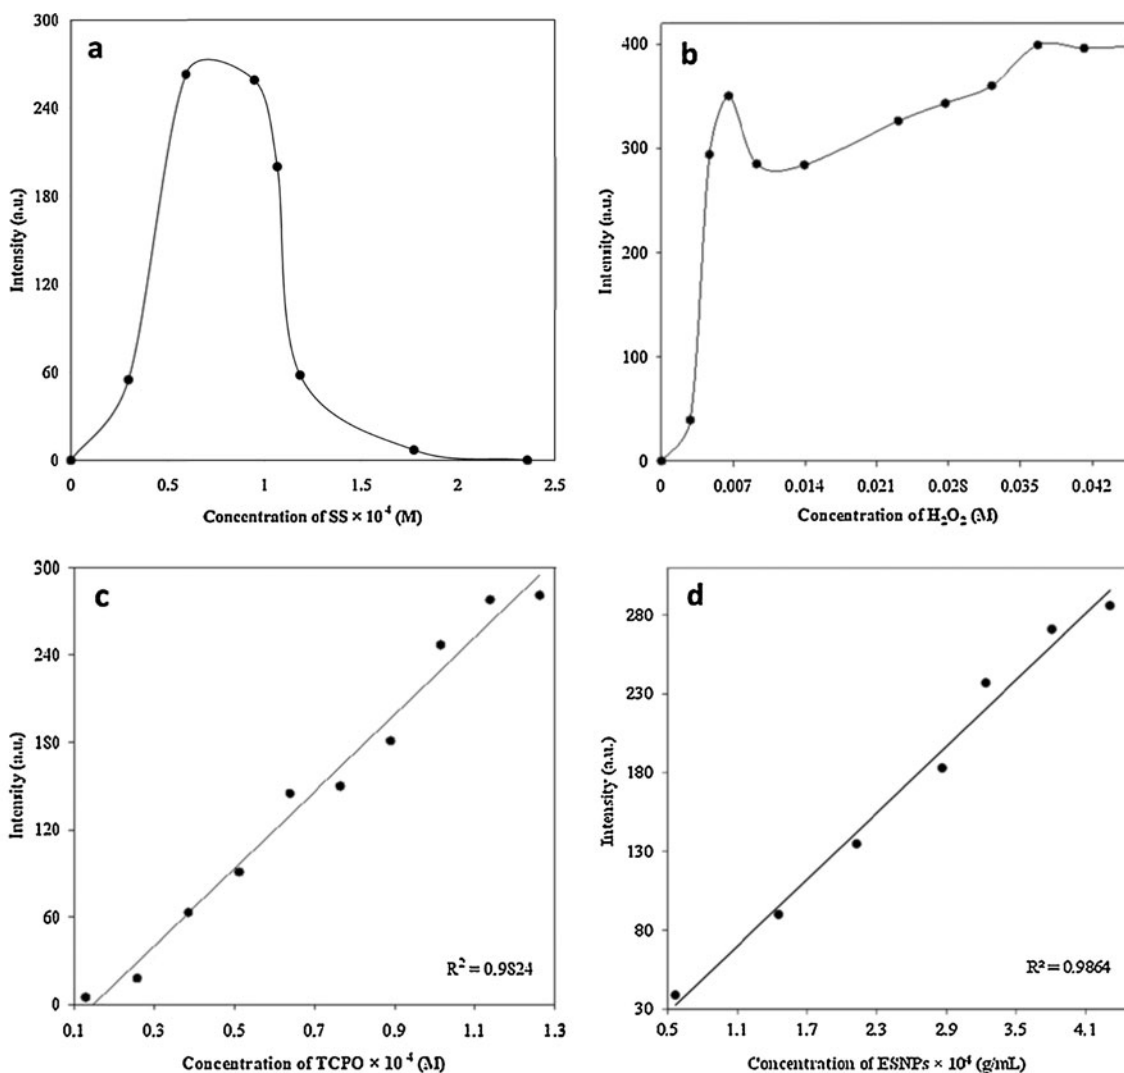 a
300
240
180
120
60
0
Intensity (a.u.)
0 0.5 1 1.5 2 2.5
Concentration of SS × 10⁻⁴ (M)
b
400
300
200
100
0
Intensity (a.u.)
0 0.007 0.014 0.021 0.028 0.035 0.042
Concentration of H₂O₂ (M)
c
300
240
180
120
60
0
Intensity (a.u.)
R² = 0.9824
0.1 0.3 0.5 0.7 0.9 1.1 1.3
Concentration of TCPO × 10⁻⁴ (M)
d
280
230
180
130
80
30
Intensity (a.u.)
R² = 0.9864
0.5 1.1 1.7 2.3 2.9 3.5 4.1
Concentration of ESNPs × 10⁴ (g/mL)